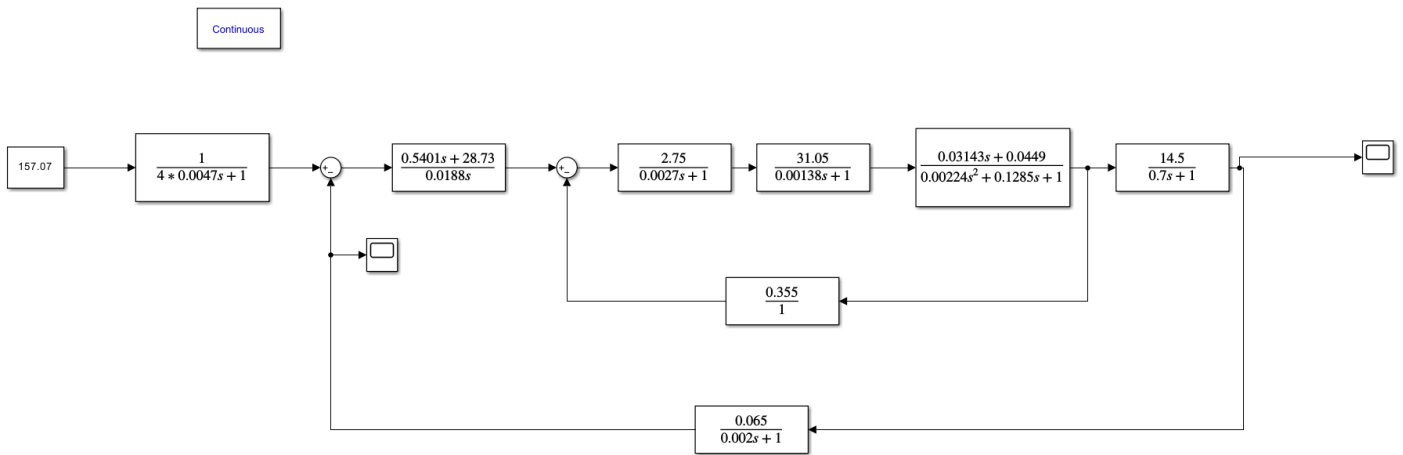 Continuous
157.07
1
4 * 0.0047s + 1
+
−
0.5401s + 28.73
0.0188s
+
−
2.75
0.0027s + 1
31.05
0.00138s + 1
0.03143s + 0.0449
0.00224s² + 0.1285s + 1
14.5
0.7s + 1
0.355
1
0.065
0.002s + 1